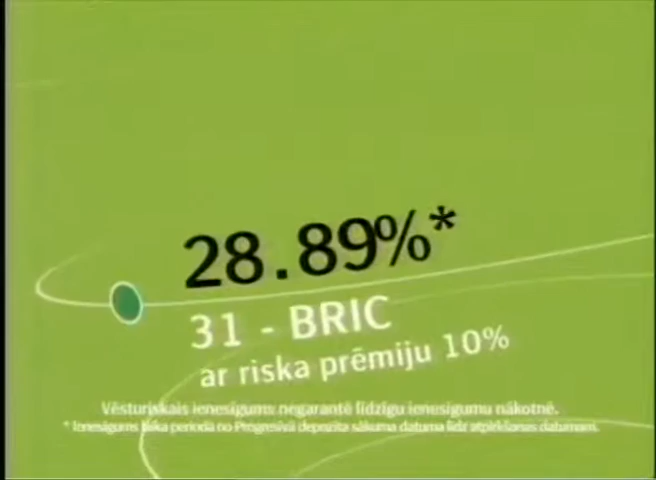 28.89%*
31 - BRIC
ar riska prēmiju 10%
Vēsturiskais ienesīgums negarantē līdzīgu ienesīgumu nākotnē.
* Ienesīgums laika periodā no Progresīvā depozīta sākuma datuma līdz atpirkšanas datumam.